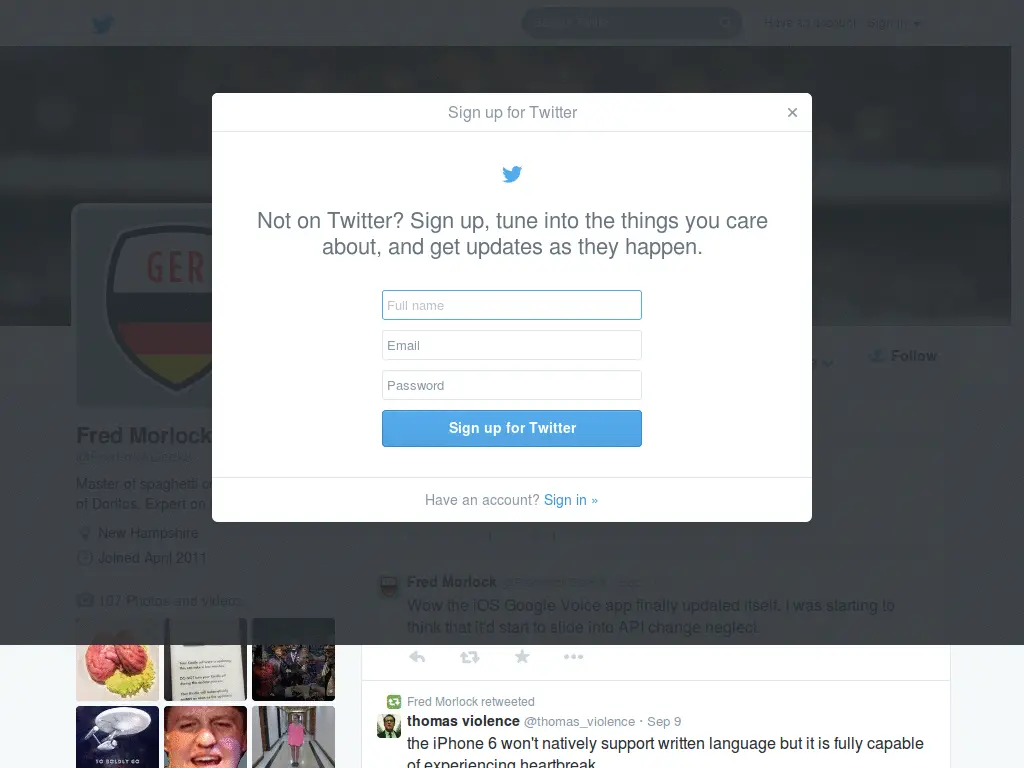 Have an account? Sign in
Sign up for Twitter
×
GER
Not on Twitter? Sign up, tune into the things you care
about, and get updates as they happen.
Full name
Email
Password
Sign up for Twitter
Have an account? Sign in »
Follow
Fred Morlock
Master of spaghetti
of Doritos. Expert on
New Hampshire
Joined April 2011
Photos and videos
Fred Morlock
Wow the iOS Google Voice app finally updated itself. I was starting to
think that it'd start to slide into API change neglect.
Fred Morlock retweeted
thomas violence @thomas_violence · Sep 9
the iPhone 6 won't natively support written language but it is fully capable
of experiencing heartbreak
TO BOLDLY GO